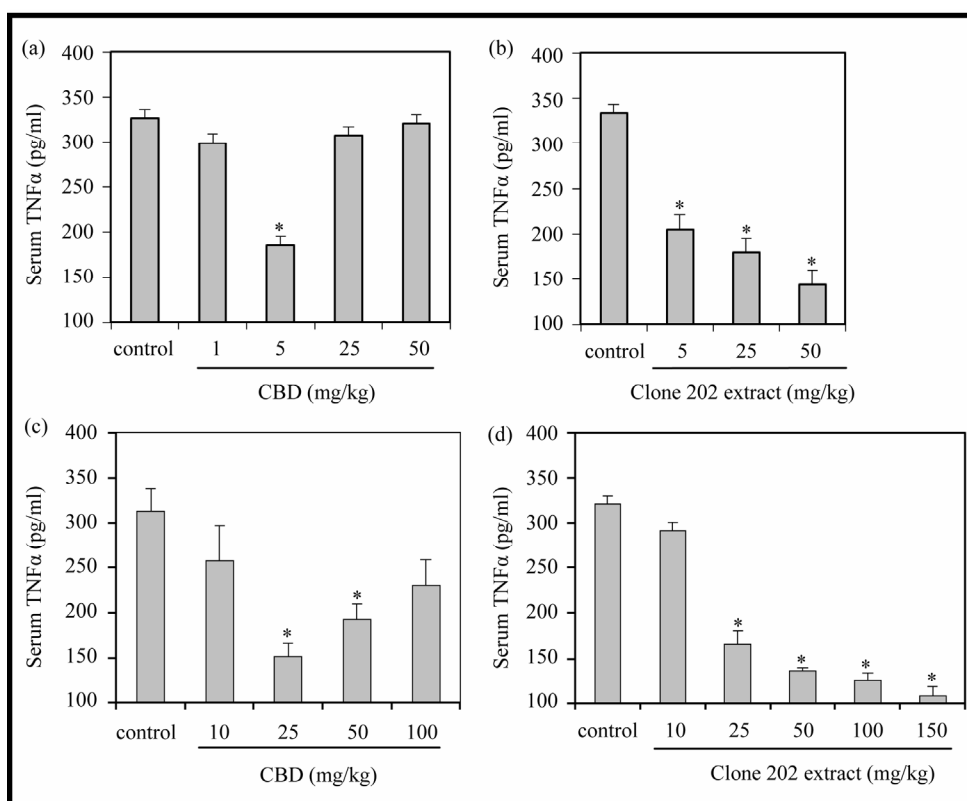 (a)
400
350
300
250
200
150
100
Serum TNFα (pg/ml)
*
control 1 5 25 50
CBD (mg/kg)
(b)
400
350
300
250
200
150
100
Serum TNFα (pg/ml)
* * *
control 5 25 50
Clone 202 extract (mg/kg)
(c)
400
350
300
250
200
150
100
Serum TNFα (pg/ml)
* *
control 10 25 50 100
CBD (mg/kg)
(d)
400
350
300
250
200
150
100
Serum TNFα (pg/ml)
* * * *
control 10 25 50 100 150
Clone 202 extract (mg/kg)